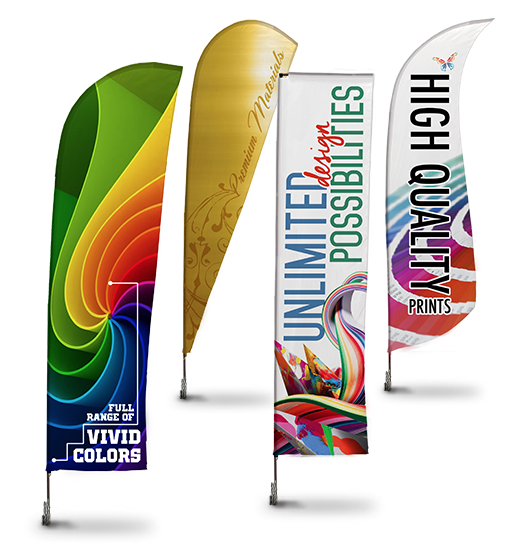 FULL
RANGE OF
VIVID
COLORS
Premium Materials
UNLIMITED
design
POSSIBILITIES
HIGH QUALITY
PRINTS